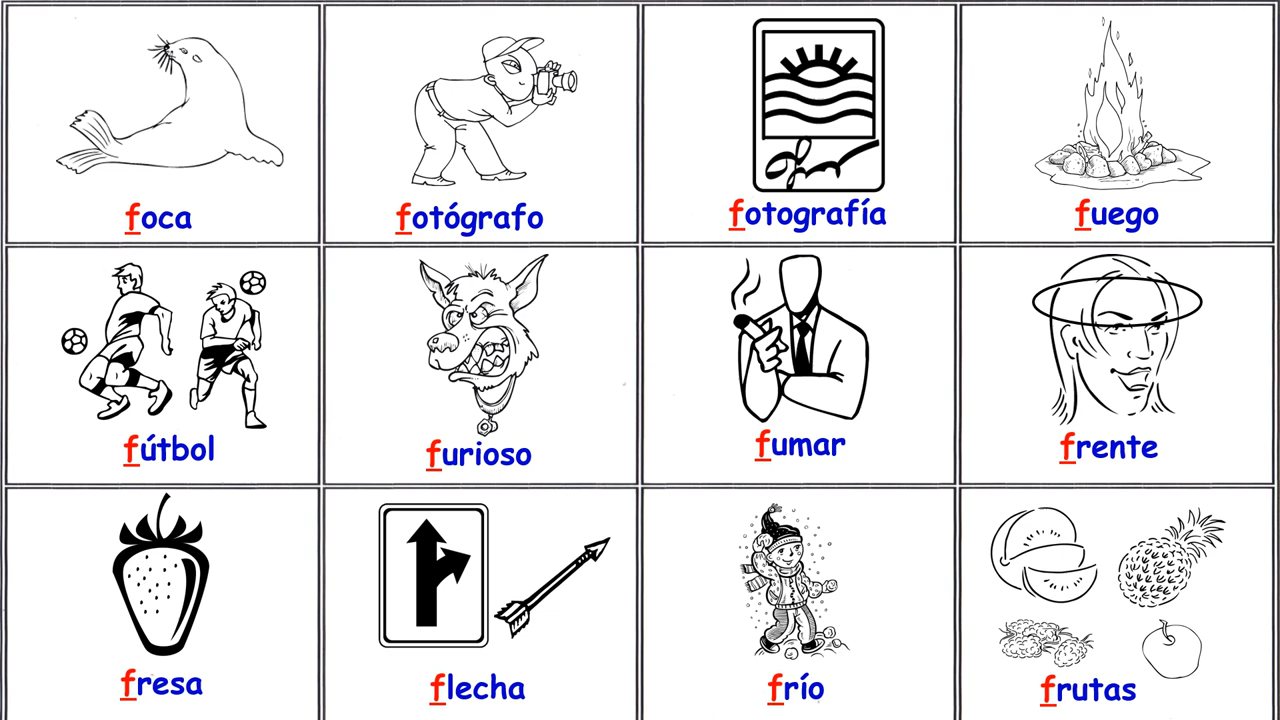 foca
fotógrafo
fotografía
fuego
fútbol
furioso
fumar
frente
fresa
flecha
frío
frutas